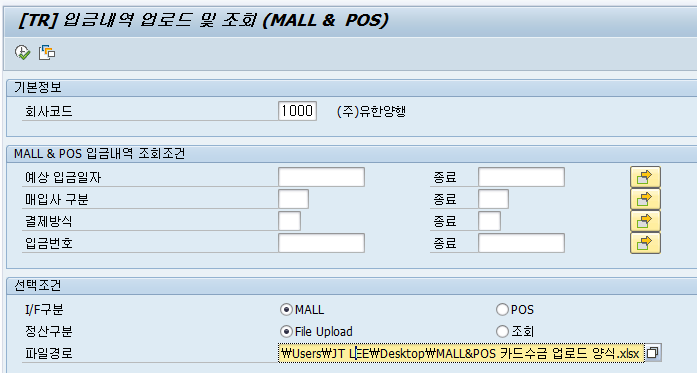 [TR] 입금내역 업로드 및 조회 (MALL & POS)
기본정보
회사코드 1000 (주)유한양행
MALL & POS 입금내역 조회조건
예상 입금일자 종료
매입사 구분 종료
결제방식 종료
입금번호 종료
선택조건
I/F구분 MALL POS
정산구분 File Upload 조회
파일경로 ₩Users₩JT LEE₩Desktop₩MALL&POS 카드수금 업로드 양식.xlsx